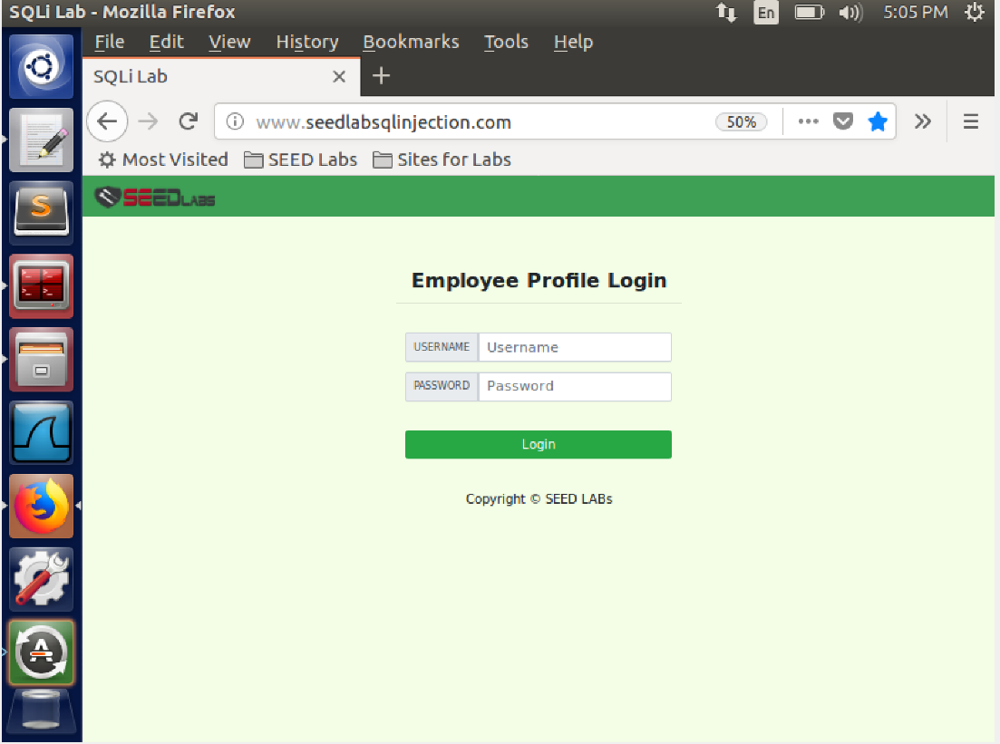 SQLi Lab - Mozilla Firefox En 5:05 PM
File Edit View History Bookmarks Tools Help
SQLi Lab
www.seedlabsqlinjection.com 50%
Most Visited SEED Labs Sites for Labs
SEEDLABS
Employee Profile Login
USERNAME Username
PASSWORD Password
Login
Copyright © SEED LABs